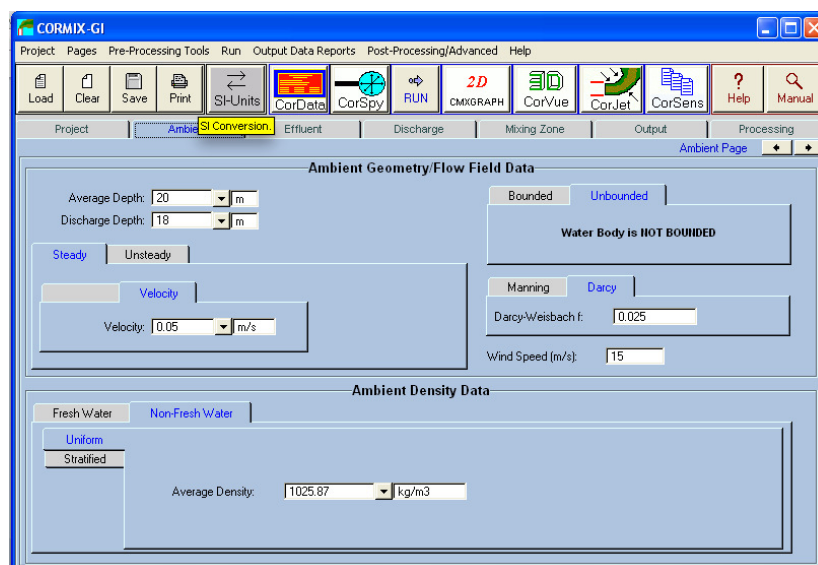 CORMIX-GI
Project Pages Pre-Processing Tools Run Output Data Reports Post-Processing/Advanced Help
Load Clear Save Print SI-Units CorData CorSpy RUN 2D CMXGRAPH CorVue CorJet CorSens ? Help Manual
Project Ambie SI Conversion. Effluent Discharge Mixing Zone Output Processing
Ambient Page
Ambient Geometry/Flow Field Data
Average Depth: 20 m
Discharge Depth: 18 m
Bounded Unbounded
Water Body is NOT BOUNDED
Steady Unsteady
Velocity
Velocity: 0.05 m/s
Manning Darcy
Darcy-Weisbach f: 0.025
Wind Speed (m/s): 15
Ambient Density Data
Fresh Water Non-Fresh Water
Uniform
Stratified
Average Density: 1025.87 kg/m3